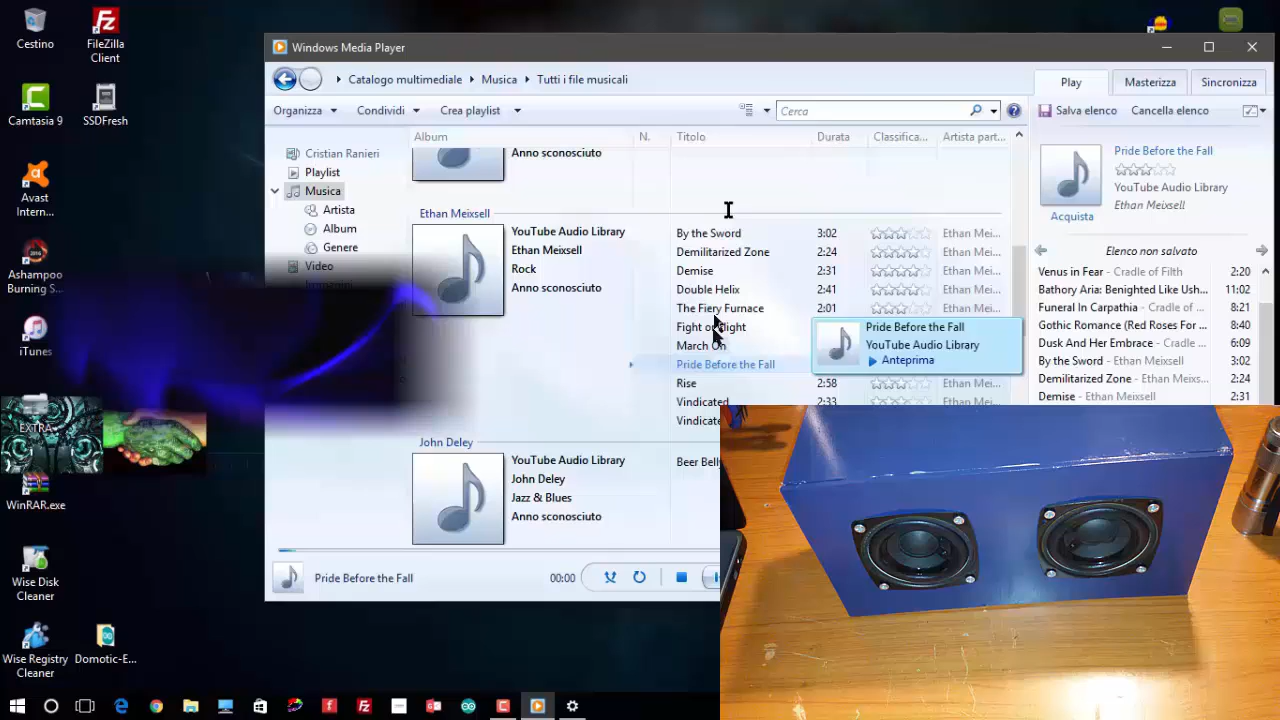 Cestino
FileZilla Client
Camtasia 9
SSDFresh
Avast Intern...
Ashampoo Burning S...
iTunes
EXTRA
WinRAR.exe
Wise Disk Cleaner
Wise Registry Cleaner
Domotic-E...
Windows Media Player
Catalogo multimediale Musica Tutti i file musicali
Play Masterizza Sincronizza
Organizza Condividi Crea playlist Cerca
Salva elenco Cancella elenco
Album N. Titolo Durata Classifica... Artista part...
Cristian Ranieri
Playlist
Musica
Artista
Album
Genere
Video
Anno sconosciuto
Ethan Meixsell
YouTube Audio Library
Ethan Meixsell
Rock
Anno sconosciuto
By the Sword 3:02 Ethan Mei...
Demilitarized Zone 2:24 Ethan Mei...
Demise 2:31 Ethan Mei...
Double Helix 2:41 Ethan Mei...
The Fiery Furnace 2:01 Ethan Mei...
Fight or flight
March On
Pride Before the Fall
Rise 2:58 Ethan Mei...
Vindicated 2:33 Ethan Mei...
Pride Before the Fall
YouTube Audio Library
Anteprima
John Deley
YouTube Audio Library
John Deley
Jazz & Blues
Anno sconosciuto
Beer Bell
Pride Before the Fall
YouTube Audio Library
Ethan Meixsell
Acquista
Elenco non salvato
Venus in Fear - Cradle of Filth 2:20
Bathory Aria: Benighted Like Ush... 11:02
Funeral In Carpathia - Cradle of ... 8:21
Gothic Romance (Red Roses For ... 8:40
Dusk And Her Embrace - Cradle ... 6:09
By the Sword - Ethan Meixsell 3:02
Demilitarized Zone - Ethan Meixs... 2:24
Demise - Ethan Meixsell 2:31
Pride Before the Fall 00:00